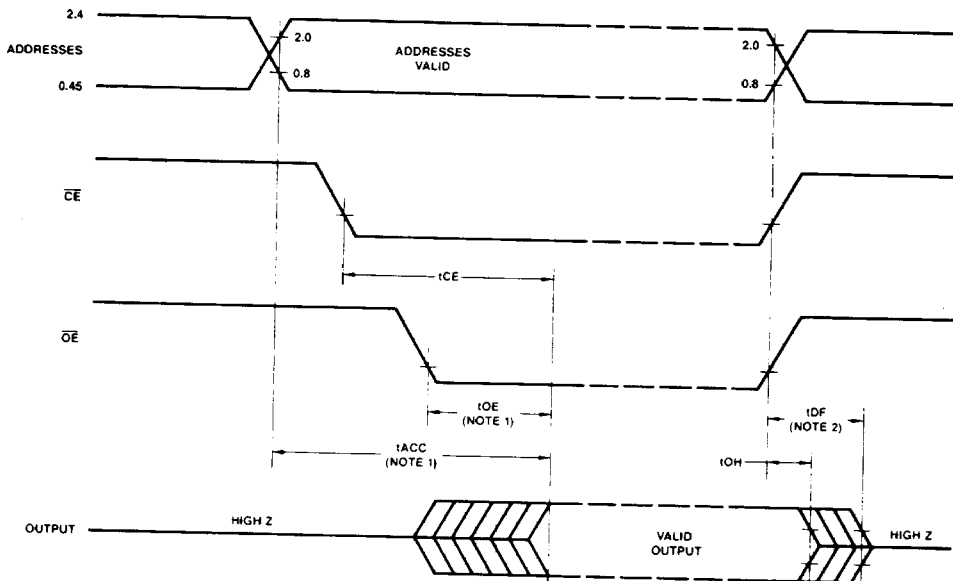 2.4
ADDRESSES
0.45
2.0
0.8
ADDRESSES
VALID
2.0
0.8
CE
tCE
OE
tOE
(NOTE 1)
tDF
(NOTE 2)
tACC
(NOTE 1)
tOH
OUTPUT
HIGH Z
VALID
OUTPUT
HIGH Z